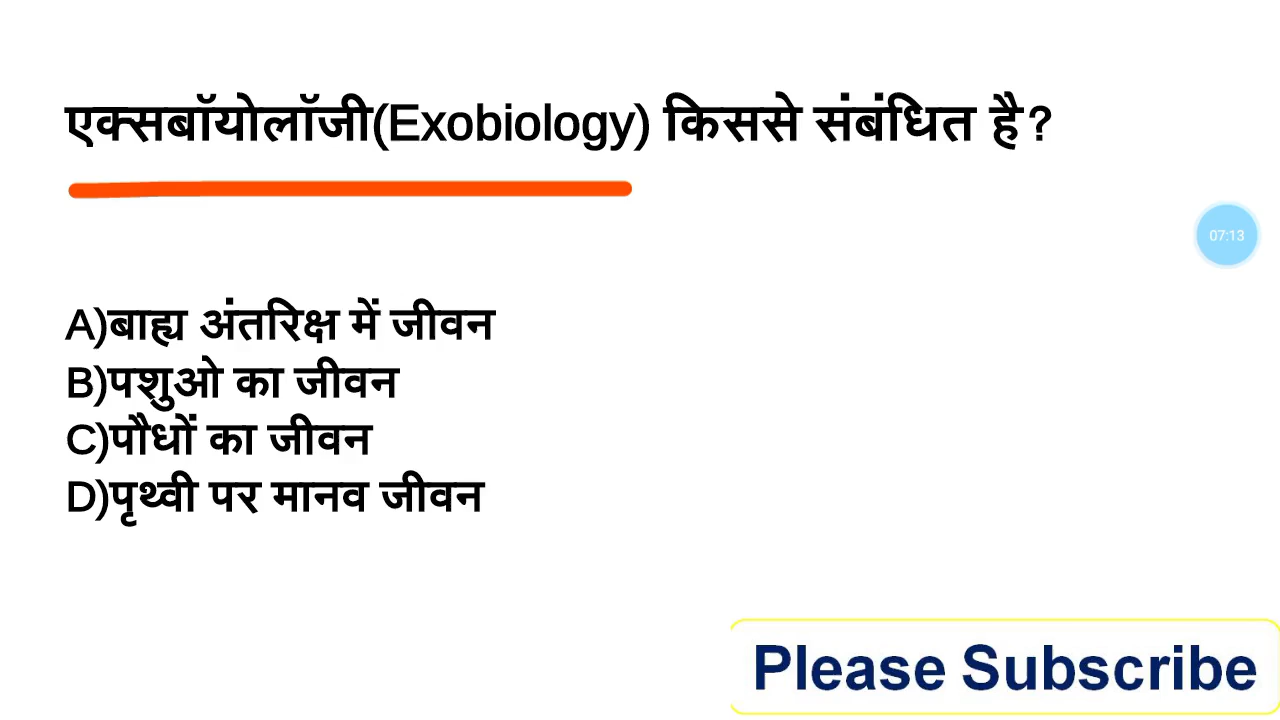 एक्सबॉयोलॉजी(Exobiology) किससे संबंधित है?
07:13
A)बाह्य अंतरिक्ष में जीवन
B)पशुओ का जीवन
C)पौधों का जीवन
D)पृथ्वी पर मानव जीवन
Please Subscribe